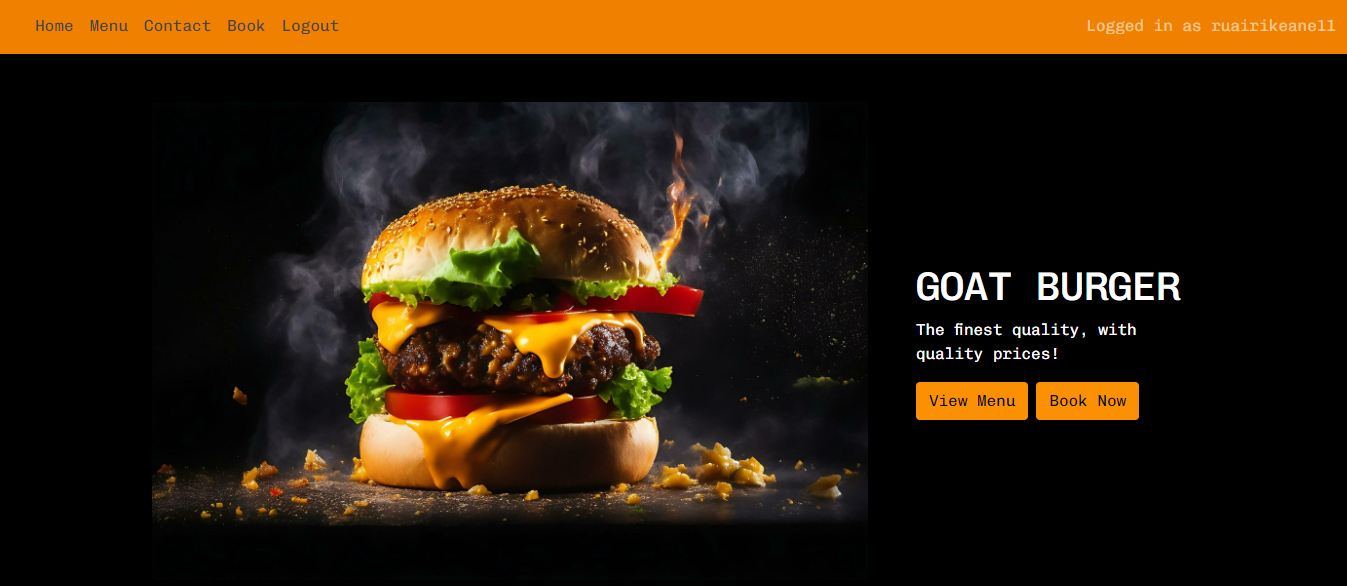 Home Menu Contact Book Logout Logged in as ruairikeanell
GOAT BURGER
The finest quality, with
quality prices!
View Menu Book Now